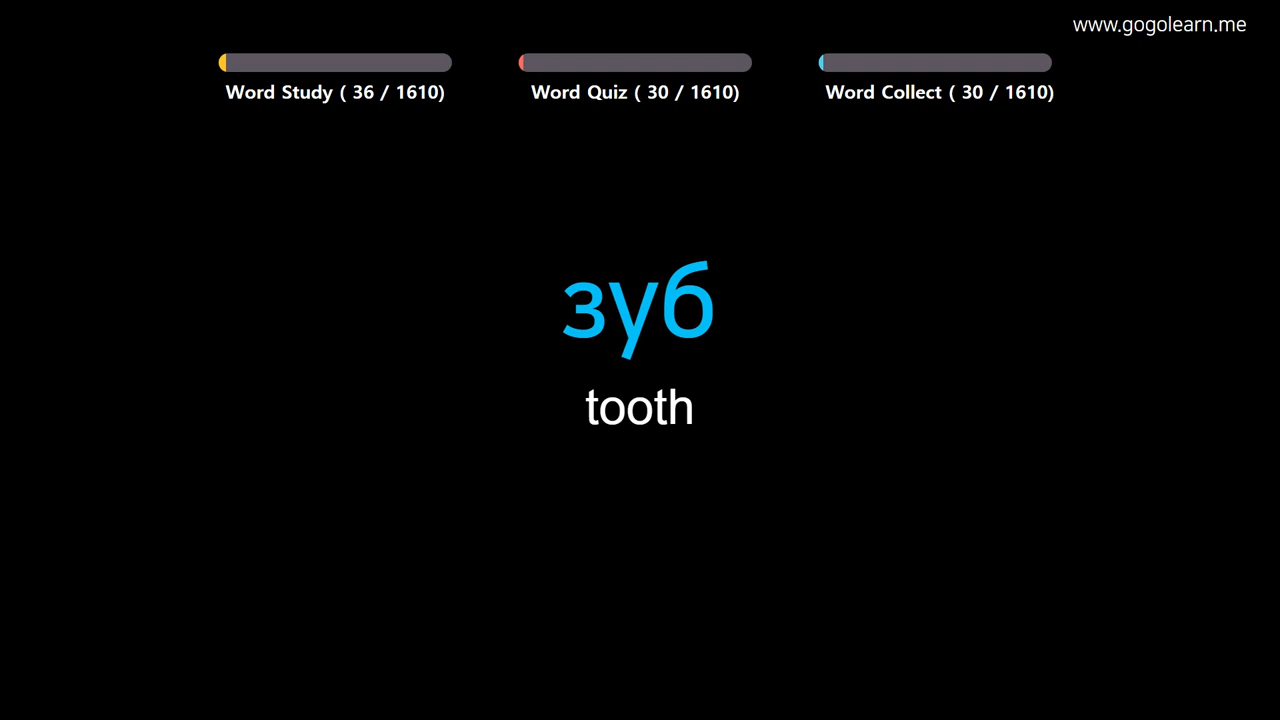 www.gogolearn.me
Word Study ( 36 / 1610)
Word Quiz ( 30 / 1610)
Word Collect ( 30 / 1610)
зуб
tooth